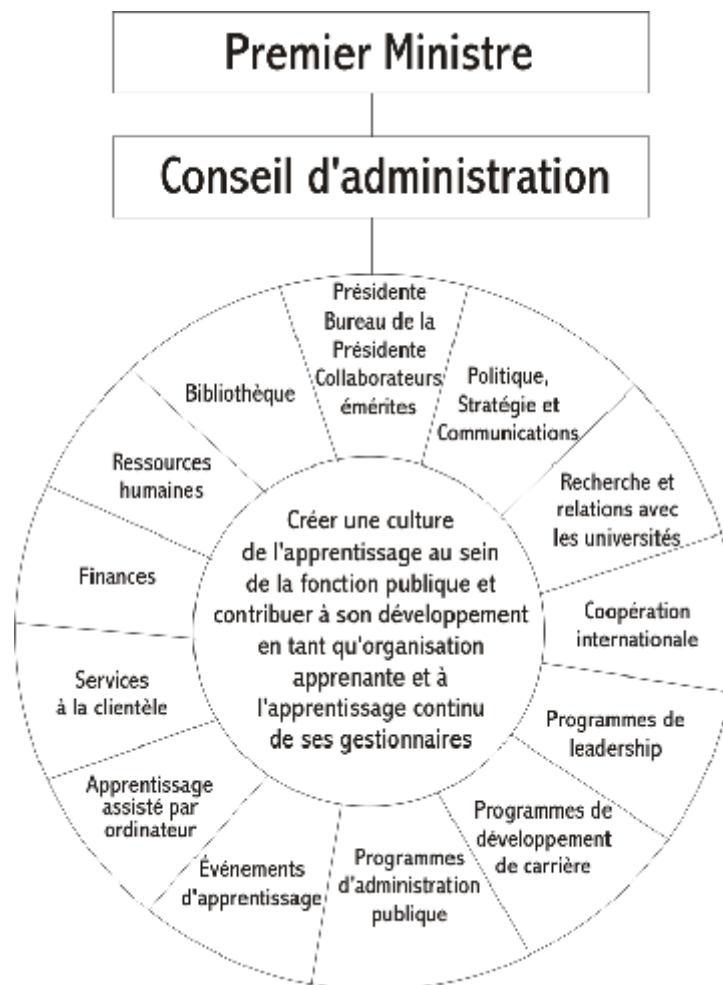 Premier Ministre
Conseil d'administration
Présidente
Bureau de la
Présidente
Collaborateurs
émérites
Politique,
Stratégie et
Communications
Recherche et
relations avec
les universités
Coopération
internationale
Programmes de
leadership
Programmes de
développement
de carrière
Programmes
d'administration
publique
Événements
d'apprentissage
Apprentissage
assisté par
ordinateur
Services
à la clientèle
Finances
Ressources
humaines
Bibliothèque
Créer une culture
de l'apprentissage au sein
de la fonction publique et
contribuer à son développement
en tant qu'organisation
apprenante et à
l'apprentissage continu
de ses gestionnaires